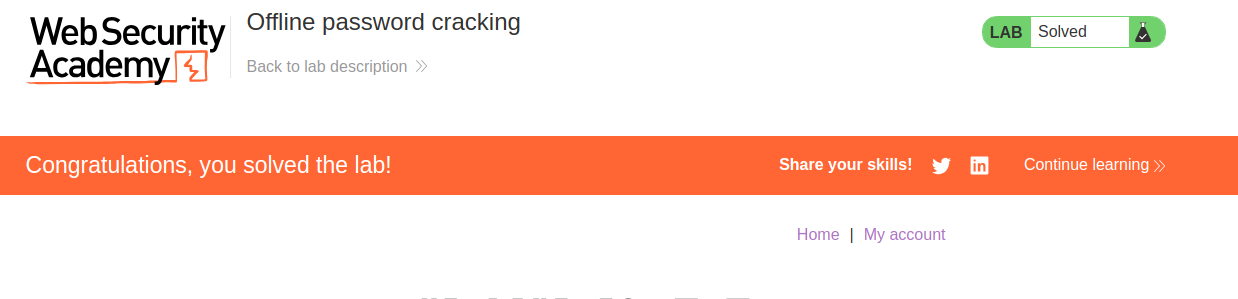 Web Security
Academy
Offline password cracking
Back to lab description
LAB Solved
Congratulations, you solved the lab!
Share your skills!
Continue learning
Home | My account